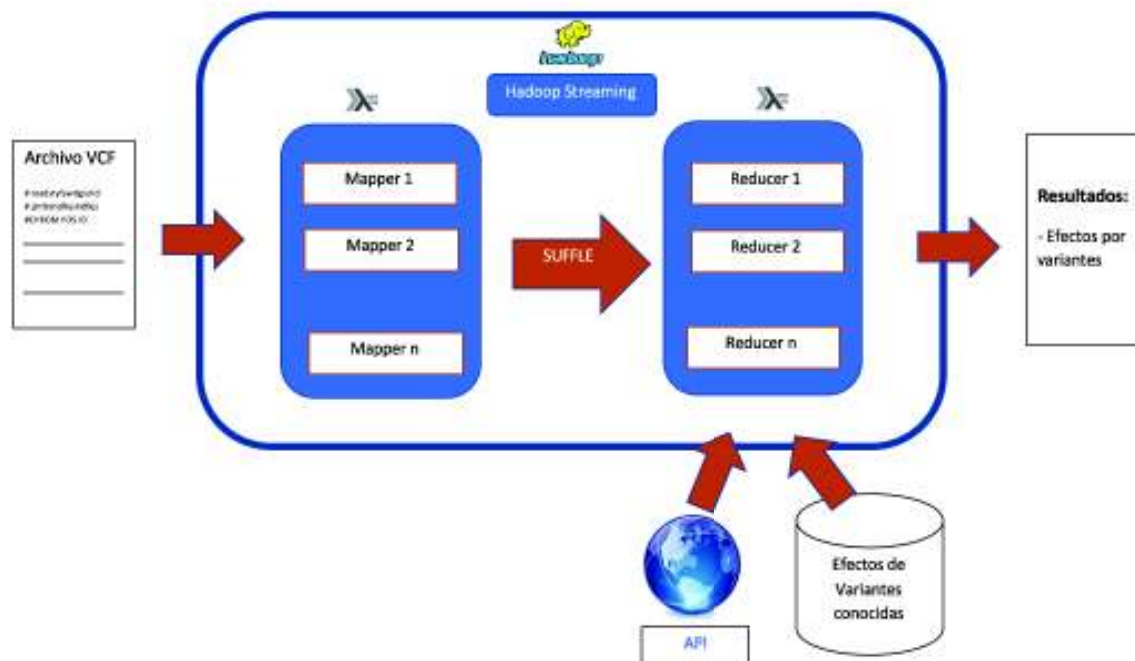 hadoop
Hadoop Streaming
Archivo VCF
Mapper 1
Mapper 2
Mapper n
SUFFLE
Reducer 1
Reducer 2
Reducer n
Resultados:
- Efectos por
variantes
API
Efectos de
Variantes
conocidas